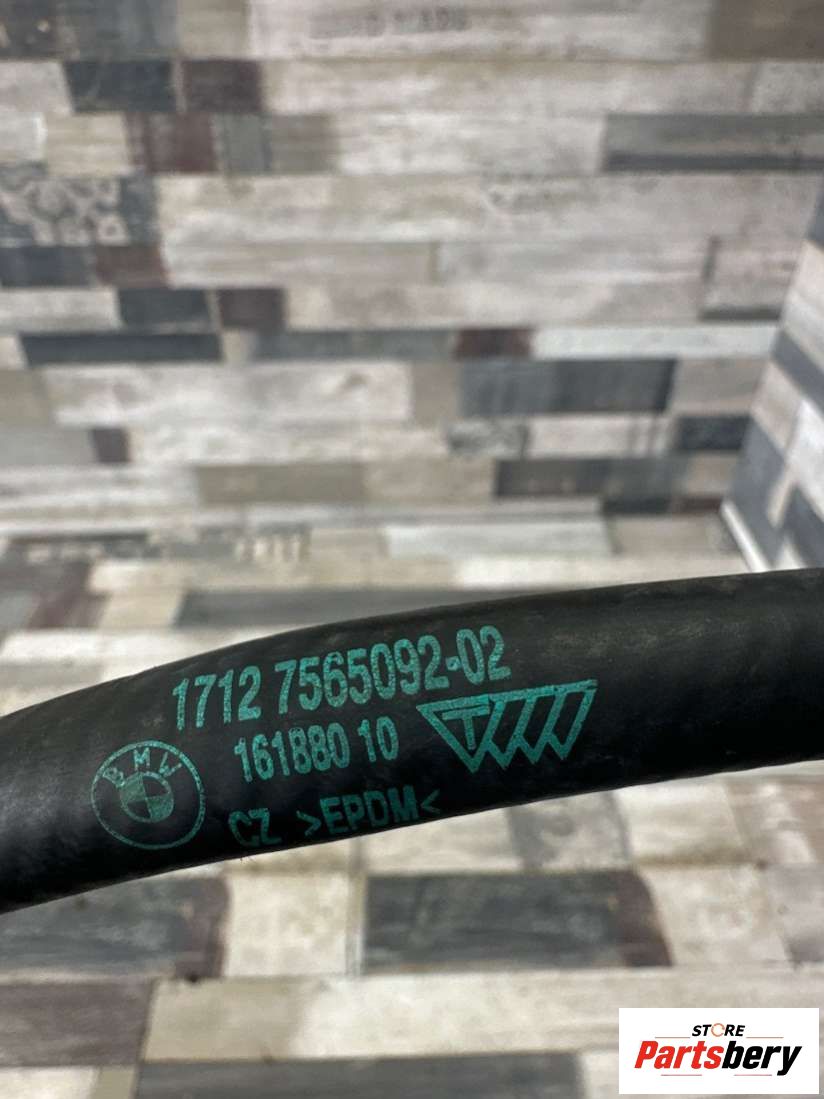 1712 7565092-02
161880 10
BMW
CZ >EPDM<
STORE
Partsbery